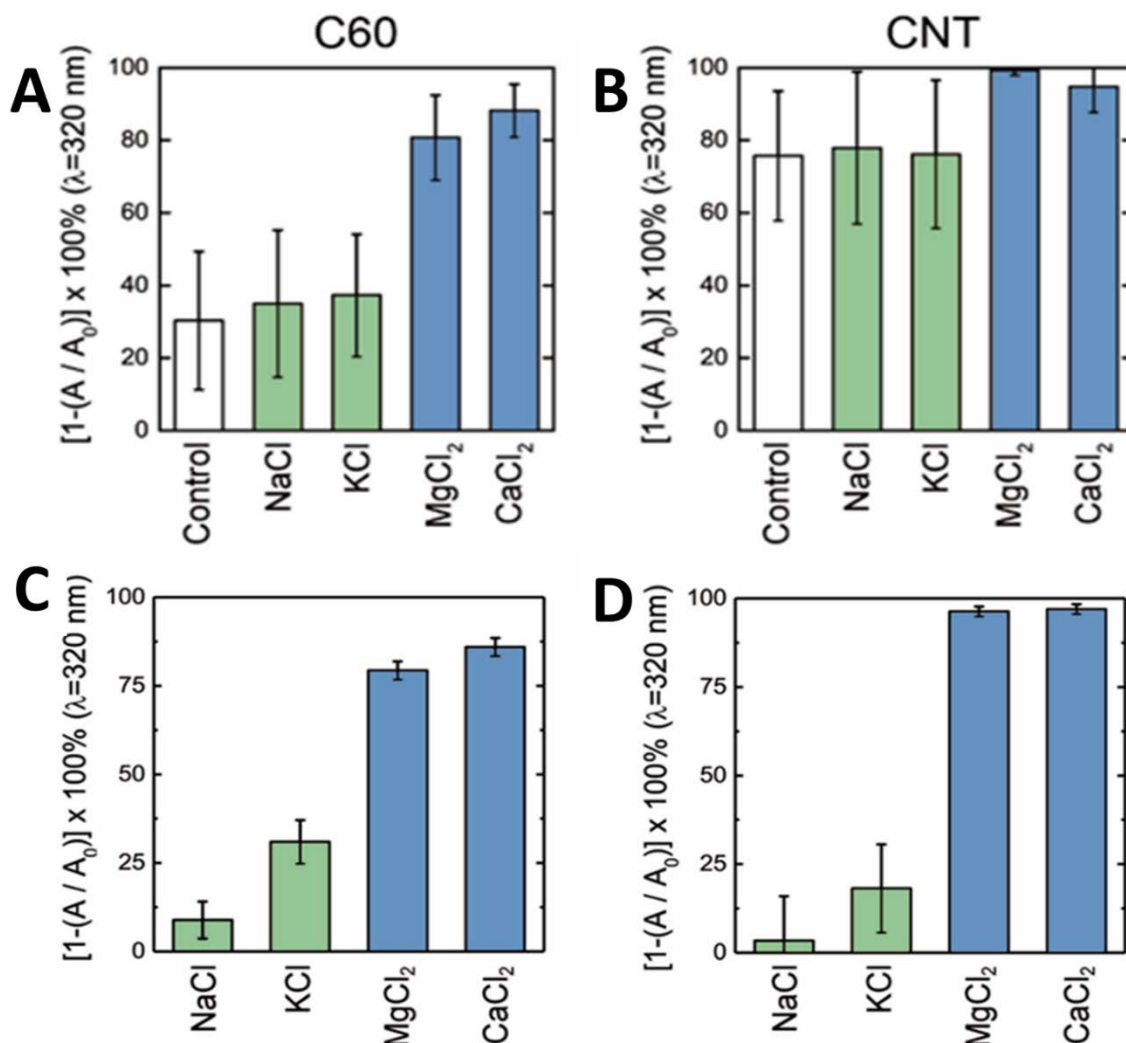 C60
CNT
A
[1-(A / A₀)] x 100% (λ=320 nm)
100
80
60
40
20
0
Control
NaCl
KCl
MgCl₂
CaCl₂
B
[1-(A / A₀)] x 100% (λ=320 nm)
100
80
60
40
20
0
Control
NaCl
KCl
MgCl₂
CaCl₂
C
[1-(A / A₀)] x 100% (λ=320 nm)
100
75
50
25
0
NaCl
KCl
MgCl₂
CaCl₂
D
[1-(A / A₀)] x 100% (λ=320 nm)
100
75
50
25
0
NaCl
KCl
MgCl₂
CaCl₂